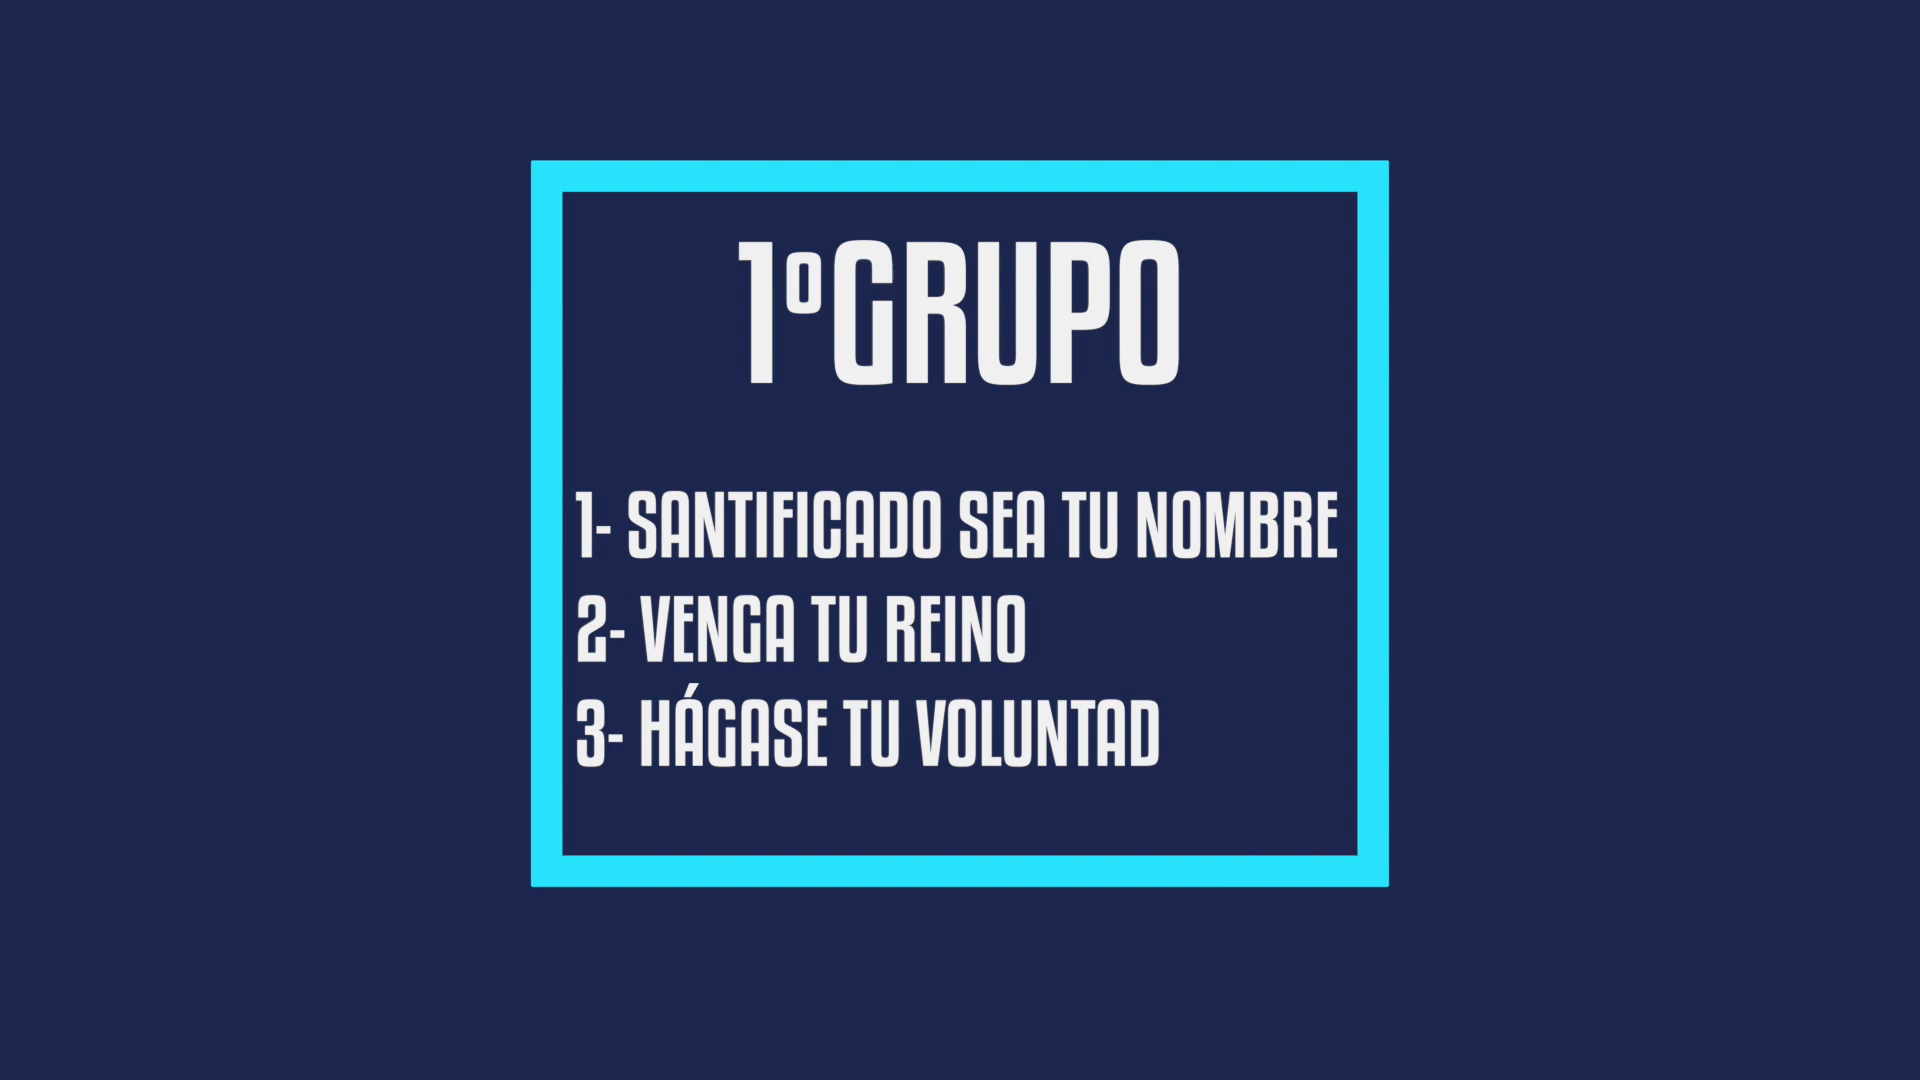 1ºGRUPO
1- SANTIFICADO SEA TU NOMBRE
2- VENGA TU REINO
3- HÁGASE TU VOLUNTAD